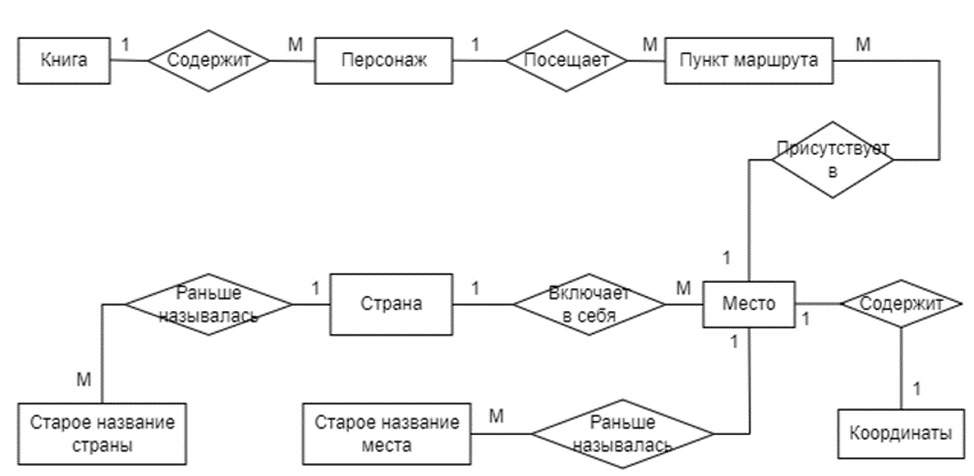 Книга
1
Содержит
М
Персонаж
1
Посещает
М
Пункт маршрута
М
Присутствует
в
1
Раньше
называлась
1
Страна
1
Включает
в себя
М
Место
1
Содержит
1
М
1
Старое название
страны
Старое название
места
М
Раньше
называлась
Координаты